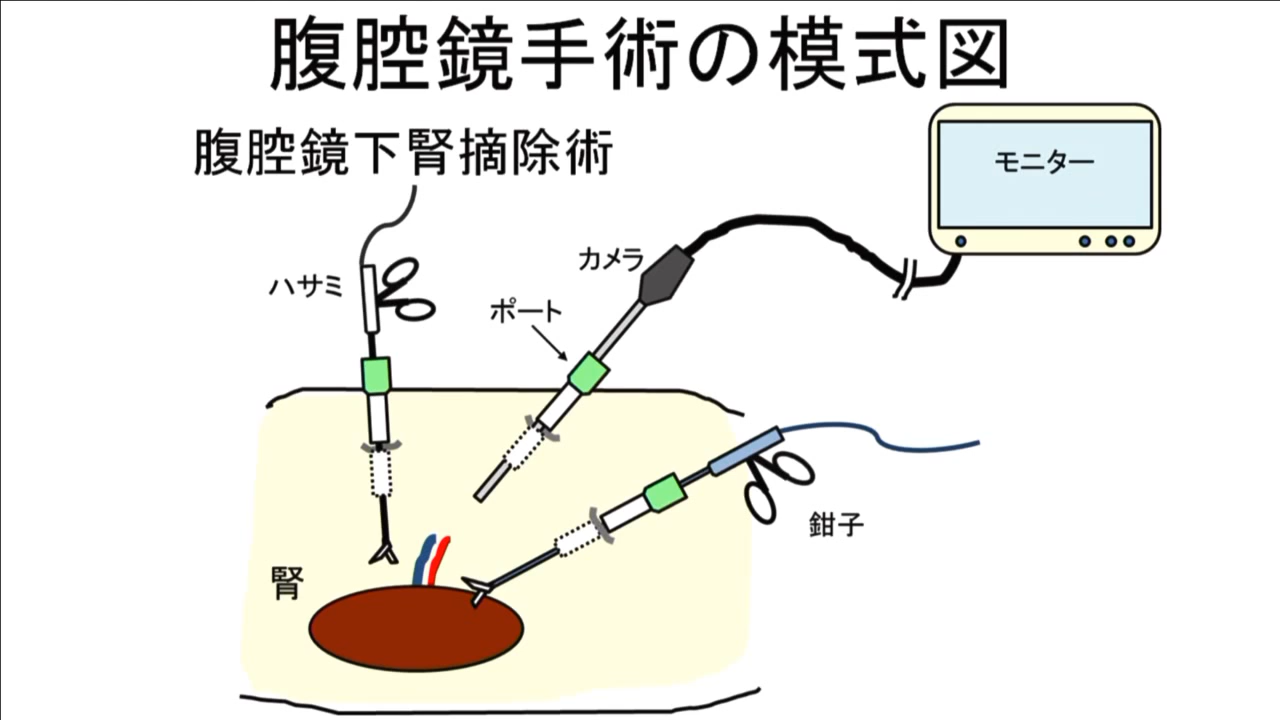 腹腔鏡手術の模式図
腹腔鏡下腎摘除術
モニター
カメラ
ハサミ
ポート
鉗子
腎